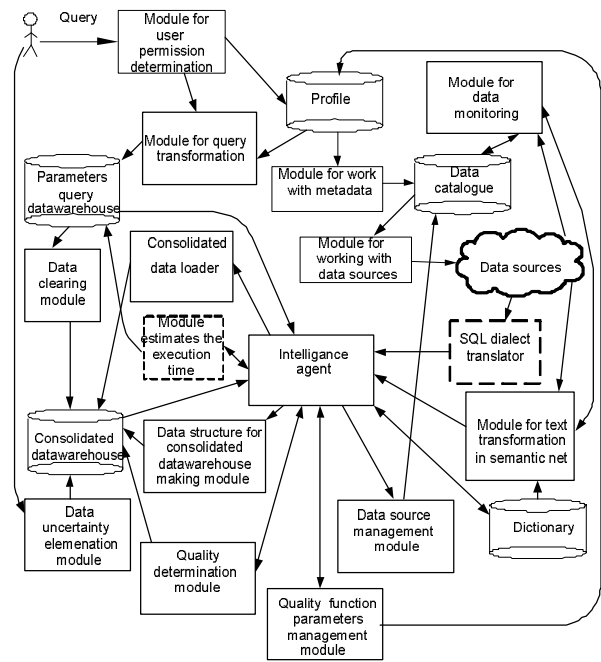 Query
Module for
user
permission
determination
Profile
Module for
data
monitoring
Module for query
transformation
Parameters
query
datawarehouse
Module for work
with metadata
Data
catalogue
Consolidated
data loader
Module for
working with
data sources
Data sources
Data
clearing
module
Module
estimates the
execution
time
Intelligance
agent
SQL dialect
translator
Consolidated
datawarehouse
Data structure for
consolidated
datawarehouse
making module
Module for text
transformation
in semantic net
Data
uncertainty
elemenation
module
Quality
determination
module
Data source
management
module
Dictionary
Quality function
parameters
management
module